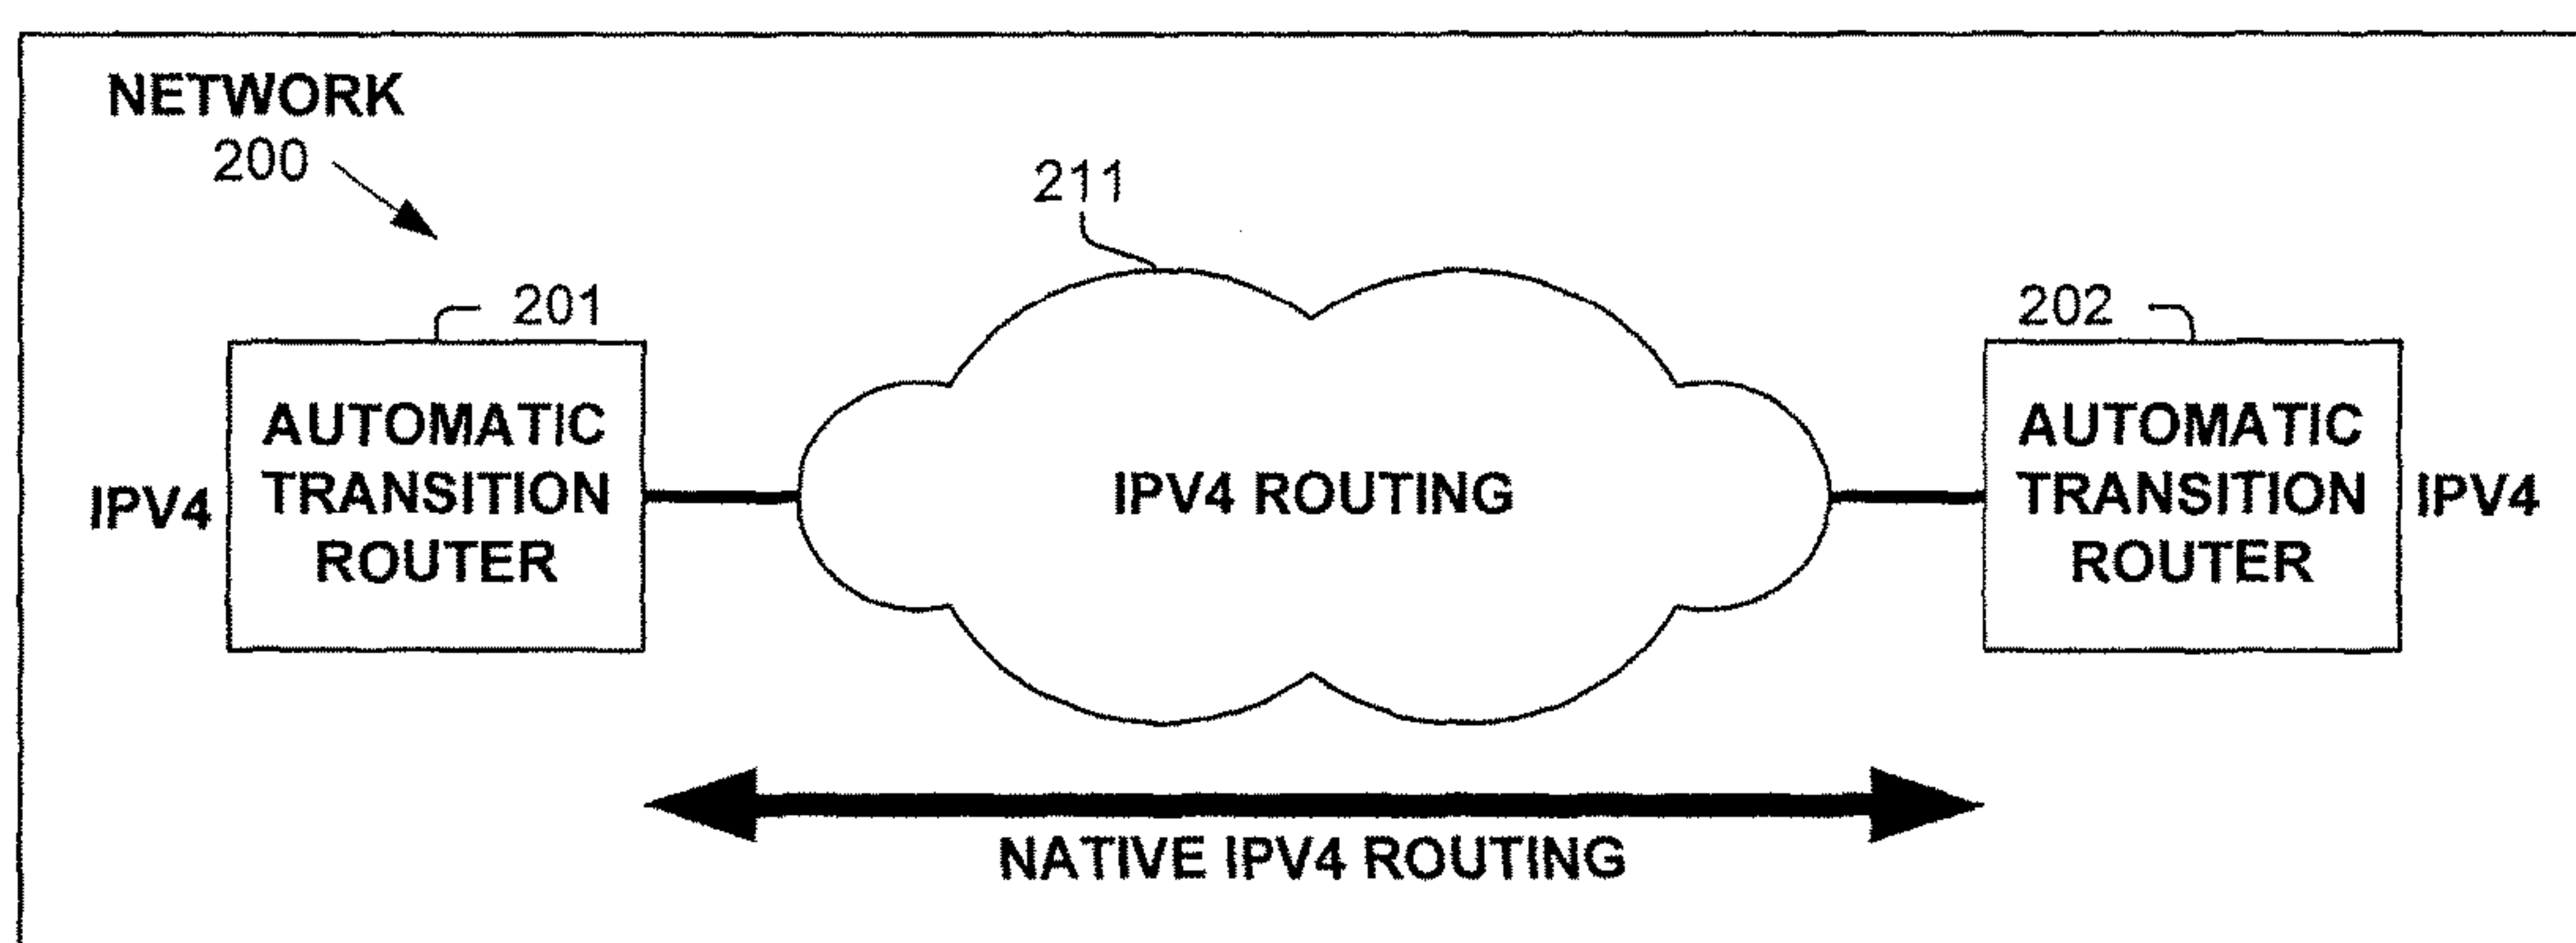 NETWORK
200
211
201
202
AUTOMATIC
TRANSITION
ROUTER
IPV4
IPV4 ROUTING
AUTOMATIC
TRANSITION
ROUTER
IPV4
NATIVE IPV4 ROUTING